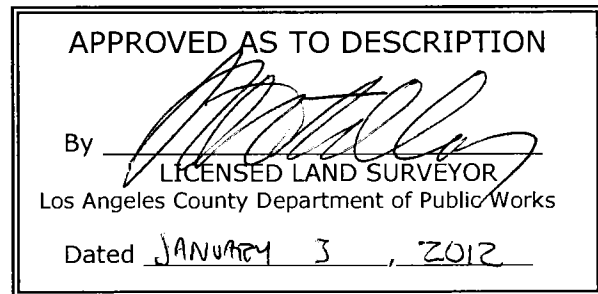 APPROVED AS TO DESCRIPTION
By
LICENSED LAND SURVEYOR
Los Angeles County Department of Public Works
Dated JANUARY 3, 2012